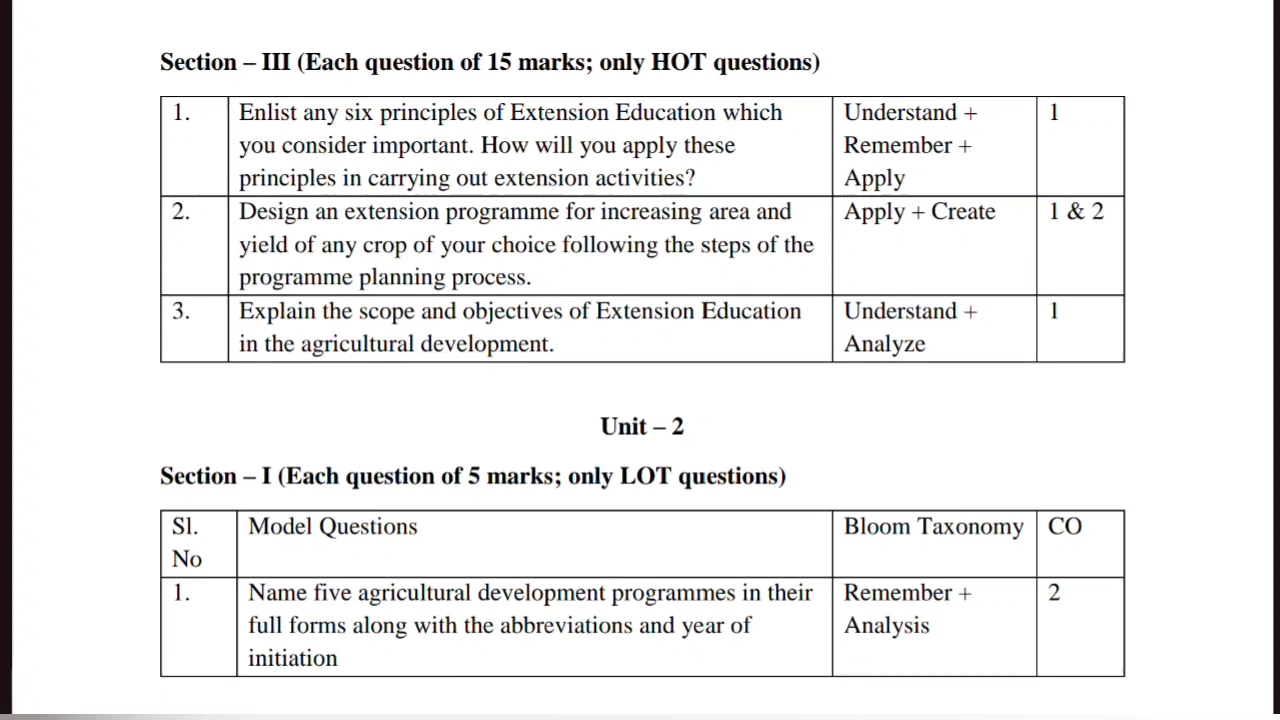 Section – III (Each question of 15 marks; only HOT questions)
1. Enlist any six principles of Extension Education which Understand + 1
you consider important. How will you apply these Remember +
principles in carrying out extension activities? Apply
2. Design an extension programme for increasing area and Apply + Create 1 & 2
yield of any crop of your choice following the steps of the
programme planning process.
3. Explain the scope and objectives of Extension Education Understand + 1
in the agricultural development. Analyze
Unit – 2
Section – I (Each question of 5 marks; only LOT questions)
Sl. Model Questions Bloom Taxonomy CO
No
1. Name five agricultural development programmes in their Remember + 2
full forms along with the abbreviations and year of Analysis
initiation